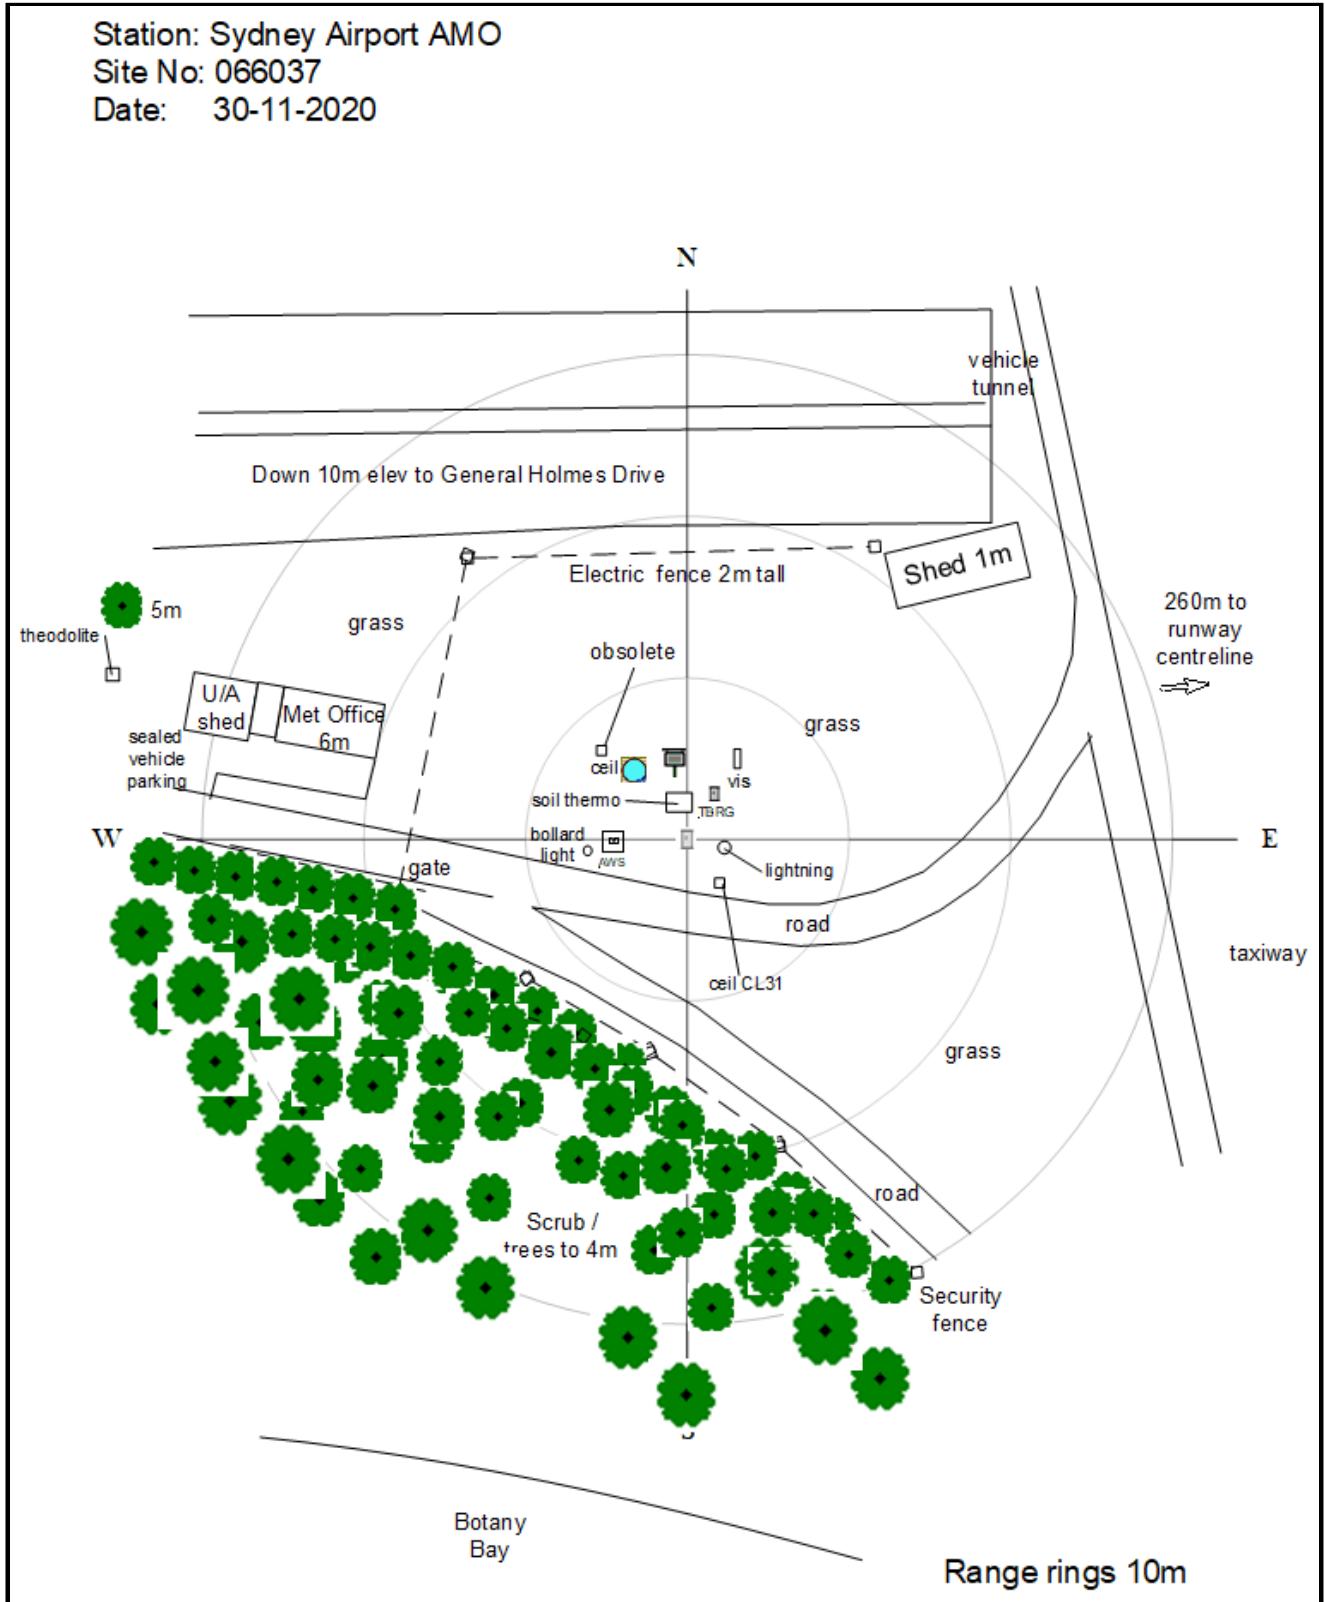 Station: Sydney Airport AMO
Site No: 066037
Date: 30-11-2020
N
vehicle
tunnel
Down 10m elev to General Holmes Drive
Shed 1m
Electric fence 2m tall
5m
theodolite
grass
260m to
runway
centreline
obsolete
U/A
shed
Met Office
6m
grass
sealed
vehicle
parking
ceil
vis
soil thermo
TBRG
W
E
bollard
light
AWS
gate
lightning
road
taxiway
ceil CL31
grass
road
Scrub /
trees to 4m
Security
fence
S
Botany
Bay
Range rings 10m